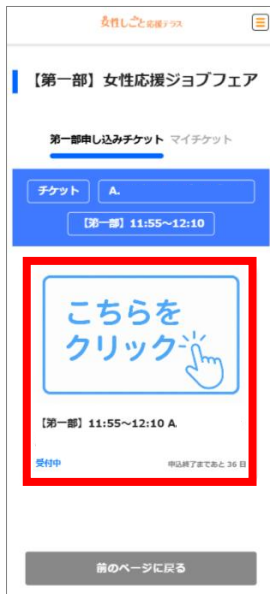 女性しごと応援テラス
【第一部】女性応援ジョブフェア
第一部申し込みチケット マイチケット
チケット A.
【第一部】11:55~12:10
こちらを
クリック
【第一部】11:55~12:10 A.
受付中 申込終了まであと 36 日
前のページに戻る